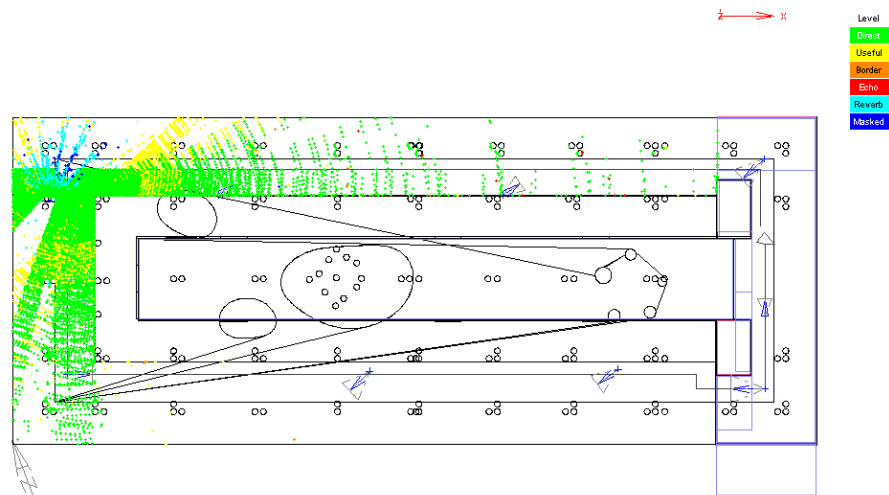 z x
Level
Direct
Useful
Border
Echo
Reverb
Masked